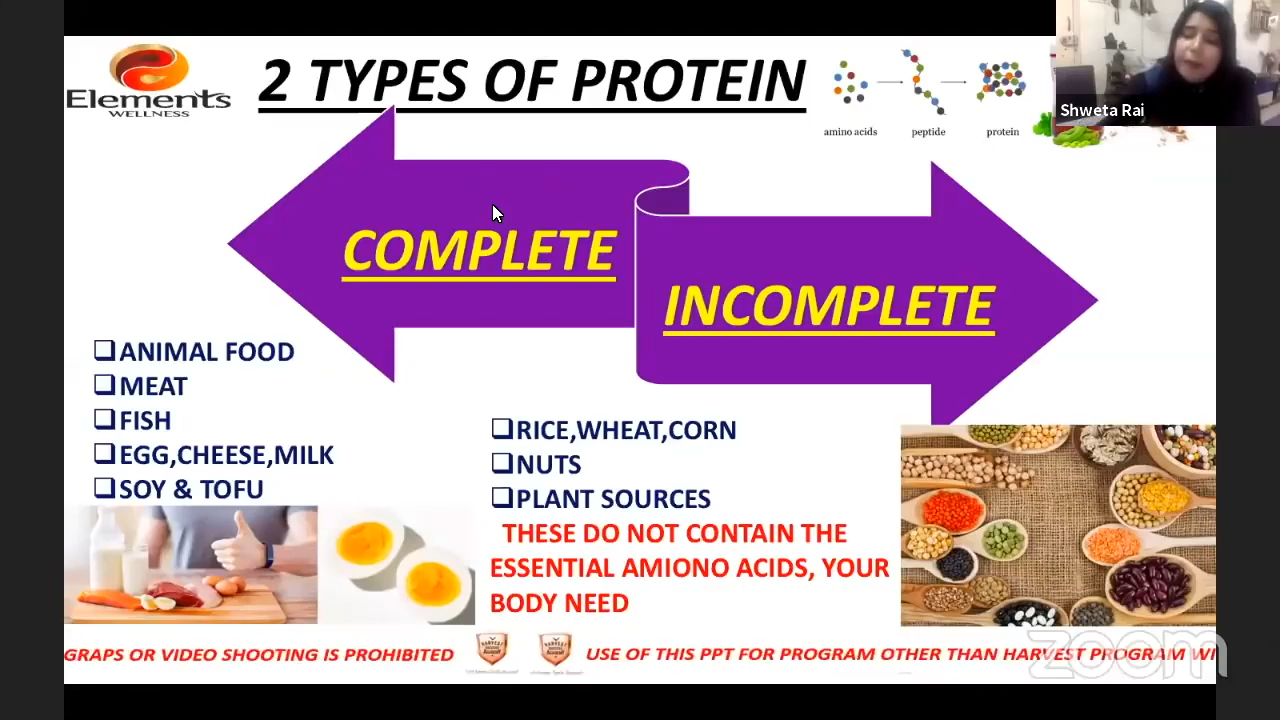 Elements
WELLNESS
2 TYPES OF PROTEIN
amino acids
peptide
protein
Shweta Rai
COMPLETE
INCOMPLETE
❑ANIMAL FOOD
❑MEAT
❑FISH
❑EGG,CHEESE,MILK
❑SOY & TOFU
❑RICE,WHEAT,CORN
❑NUTS
❑PLANT SOURCES
THESE DO NOT CONTAIN THE
ESSENTIAL AMIONO ACIDS, YOUR
BODY NEED
GRAPS OR VIDEO SHOOTING IS PROHIBITED
HARVEST
USE OF THIS PPT FOR PROGRAM OTHER THAN HARVEST PROGRAM WI
zoom